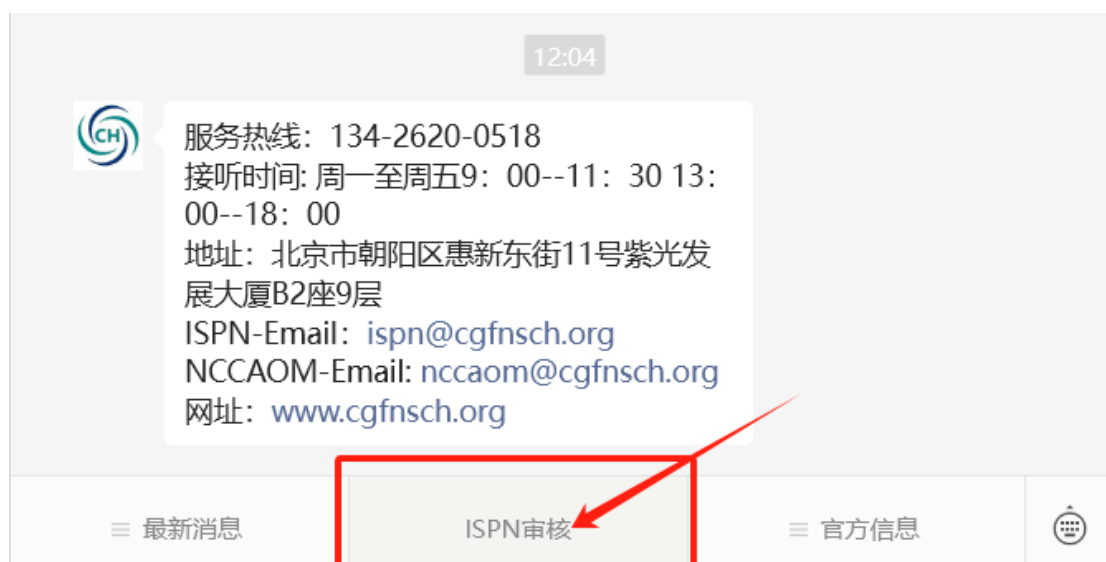 12:04
CH
服务热线：134-2620-0518
接听时间: 周一至周五9：00--11：30 13：
00--18：00
地址：北京市朝阳区惠新东街11号紫光发
展大厦B2座9层
ISPN-Email：ispn@cgfnsch.org
NCCAOM-Email: nccaom@cgfnsch.org
网址：www.cgfnsch.org
最新消息
ISPN审核
官方信息